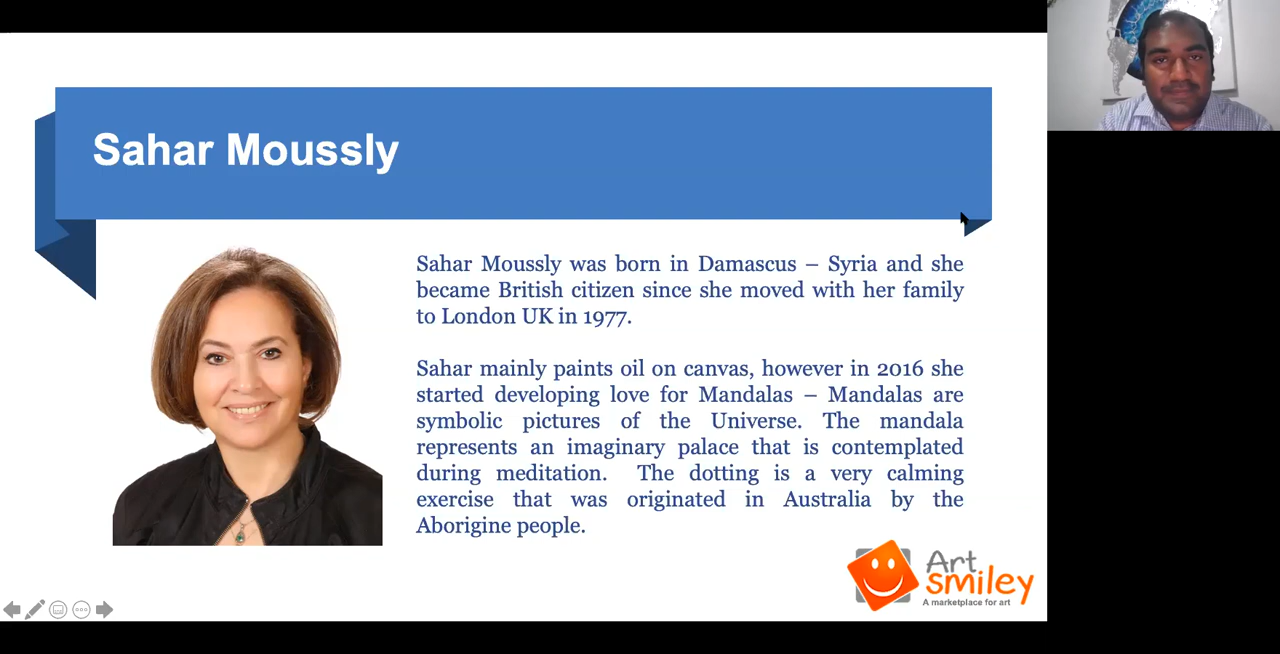 Sahar Moussly
Sahar Moussly was born in Damascus – Syria and she
became British citizen since she moved with her family
to London UK in 1977.
Sahar mainly paints oil on canvas, however in 2016 she
started developing love for Mandalas – Mandalas are
symbolic pictures of the Universe. The mandala
represents an imaginary palace that is contemplated
during meditation. The dotting is a very calming
exercise that was originated in Australia by the
Aborigine people.
Art
smiley
A marketplace for art